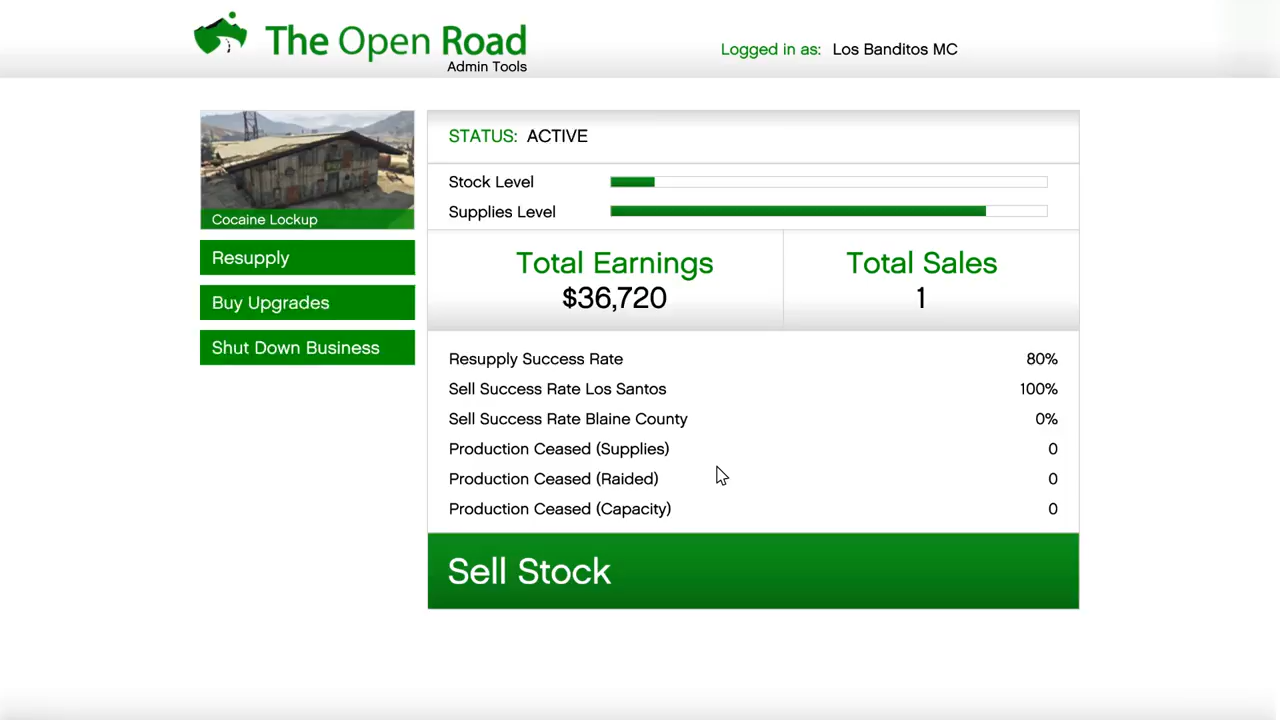 The Open Road
Admin Tools
Logged in as: Los Banditos MC
Cocaine Lockup
Resupply
Buy Upgrades
Shut Down Business
STATUS: ACTIVE
Stock Level
Supplies Level
Total Earnings
$36,720
Total Sales
1
Resupply Success Rate 80%
Sell Success Rate Los Santos 100%
Sell Success Rate Blaine County 0%
Production Ceased (Supplies) 0
Production Ceased (Raided) 0
Production Ceased (Capacity) 0
Sell Stock